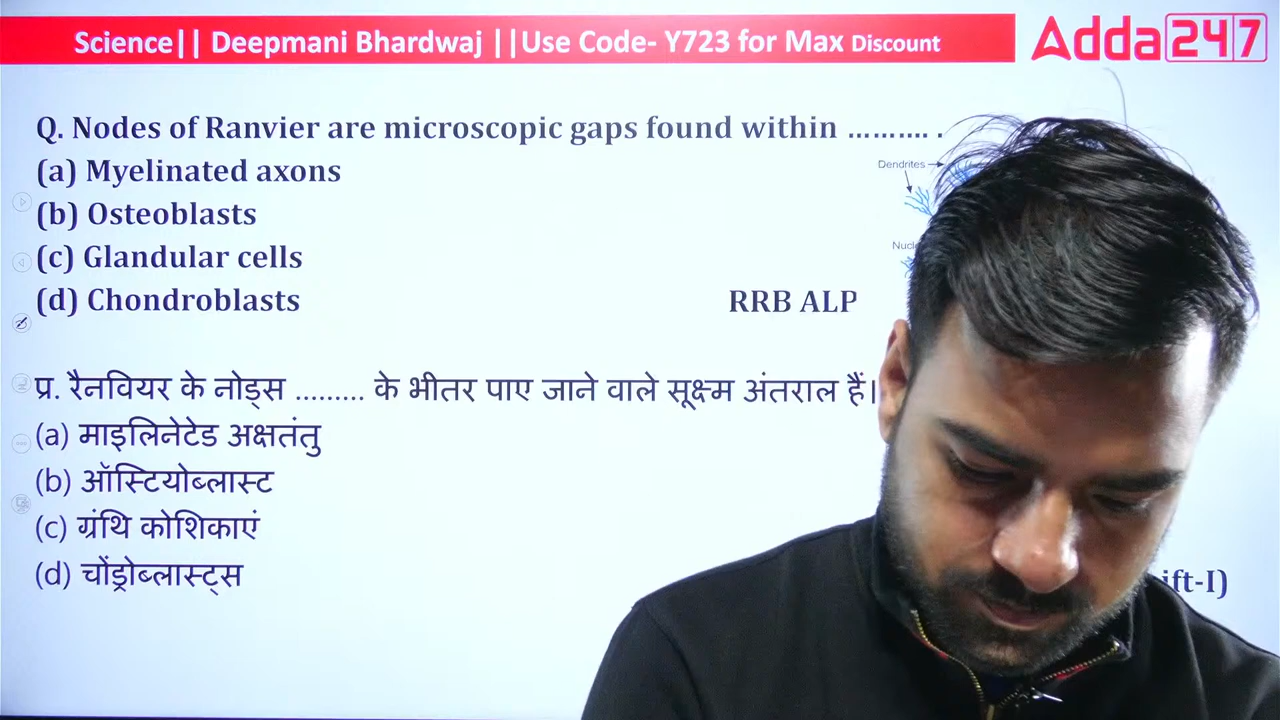 Science|| Deepmani Bhardwaj ||Use Code- Y723 for Max Discount
Adda247
Q. Nodes of Ranvier are microscopic gaps found within .......... .
(a) Myelinated axons
Dendrites
(b) Osteoblasts
(c) Glandular cells
(d) Chondroblasts
RRB ALP
प्र. रैनवियर के नोड्स ......... के भीतर पाए जाने वाले सूक्ष्म अंतराल हैं।
(a) माइलिनेटेड अक्षतंतु
(b) ऑस्टियोब्लास्ट
(c) ग्रंथि कोशिकाएं
(d) चोंड्रोब्लास्ट्स
ift-I)